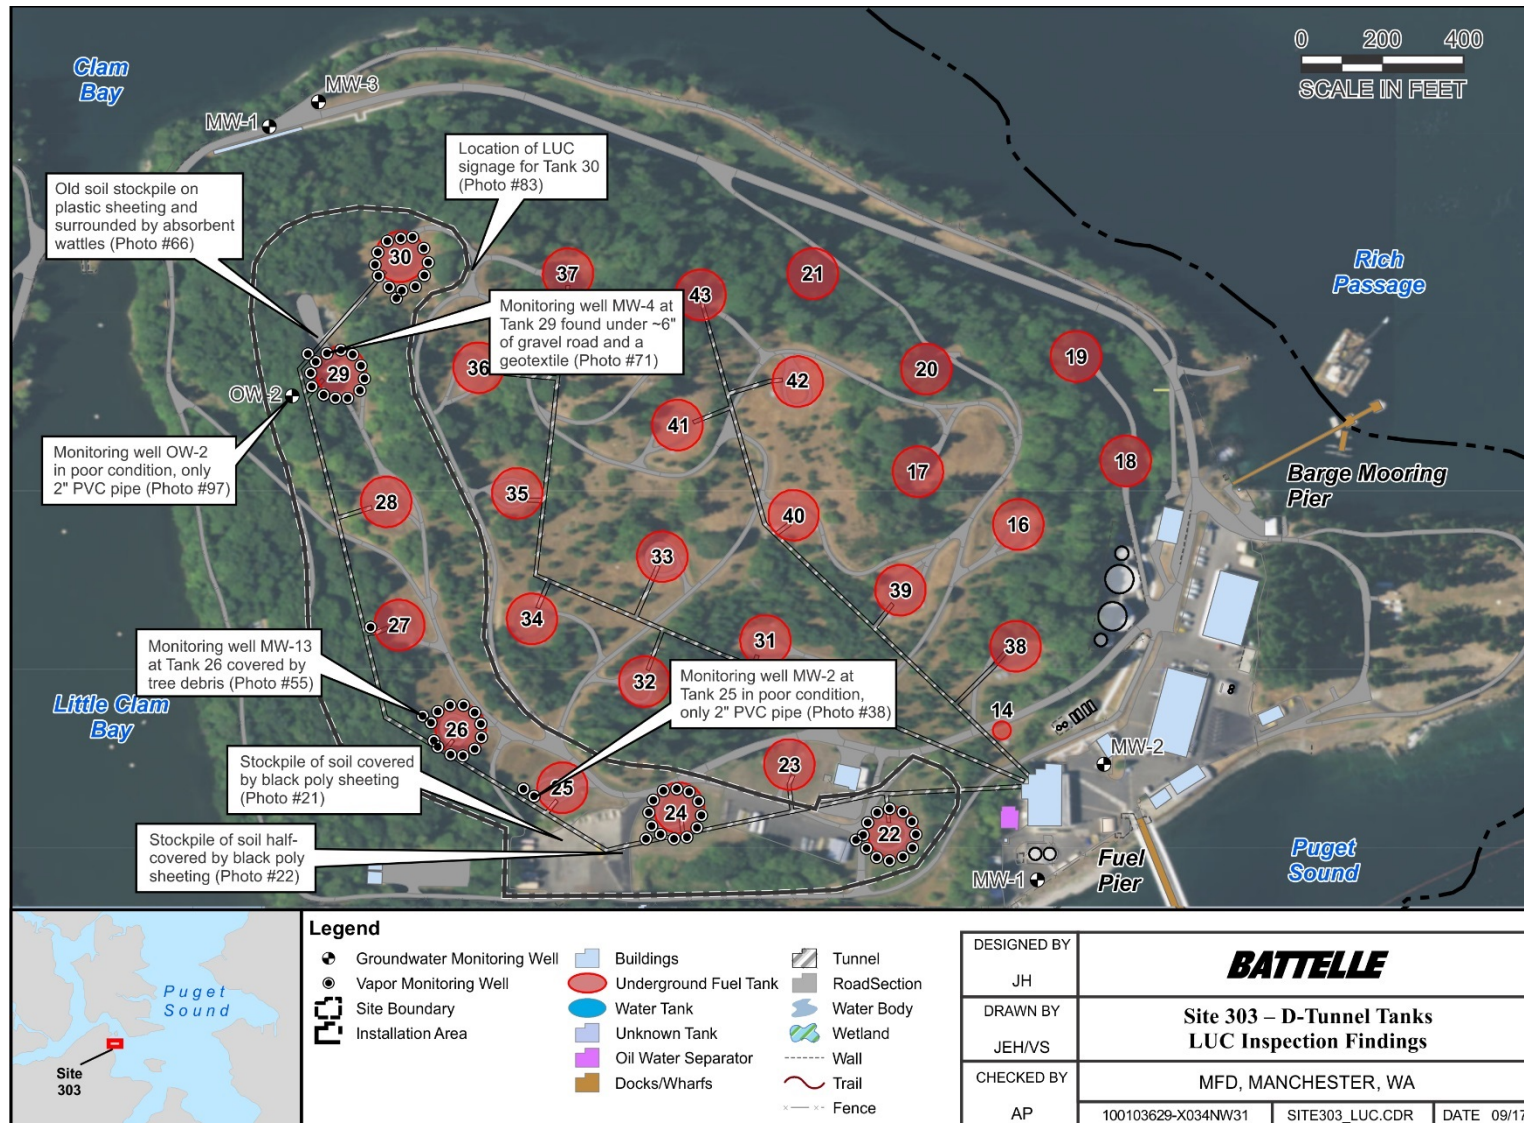 Clam
Bay
MW-3
MW-1
0 200 400
SCALE IN FEET
Location of LUC
signage for Tank 30
(Photo #83)
Old soil stockpile on
plastic sheeting and
surrounded by absorbent
wattles (Photo #66)
30
37
43
21
Rich
Passage
Monitoring well MW-4 at
Tank 29 found under ~6"
of gravel road and a
geotextile (Photo #71)
29
36
42
20
19
OW-2
41
Monitoring well OW-2
in poor condition, only
2" PVC pipe (Photo #97)
17
18
Barge Mooring
Pier
28
35
40
16
33
39
27
34
31
38
Monitoring well MW-13
at Tank 26 covered by
tree debris (Photo #55)
32
Monitoring well MW-2 at
Tank 25 in poor condition,
only 2" PVC pipe (Photo #38)
Little Clam
Bay
26
14
8
MW-2
Stockpile of soil covered
by black poly sheeting
(Photo #21)
25
23
24
22
Stockpile of soil half-
covered by black poly
sheeting (Photo #22)
MW-1
Fuel
Pier
Puget
Sound
Puget
Sound
Site
303
Legend
Groundwater Monitoring Well
Vapor Monitoring Well
Site Boundary
Installation Area
Buildings
Underground Fuel Tank
Water Tank
Unknown Tank
Oil Water Separator
Docks/Wharfs
Tunnel
RoadSection
Water Body
Wetland
Wall
Trail
Fence
DESIGNED BY
JH
BATTELLE
DRAWN BY
JEH/VS
Site 303 – D-Tunnel Tanks
LUC Inspection Findings
CHECKED BY
AP
MFD, MANCHESTER, WA
100103629-X034NW31 SITE303_LUC.CDR DATE 09/17